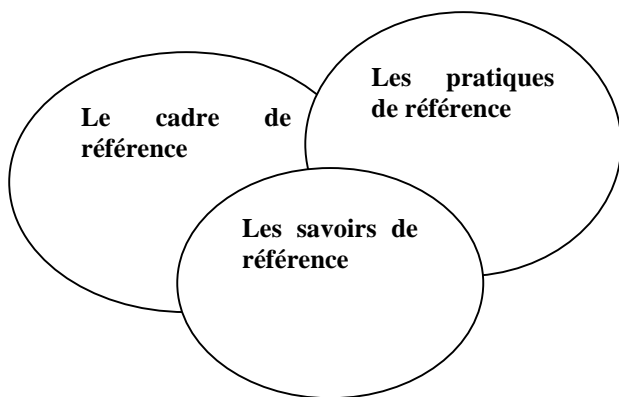 Le cadre de
référence
Les pratiques
de référence
Les savoirs de
référence